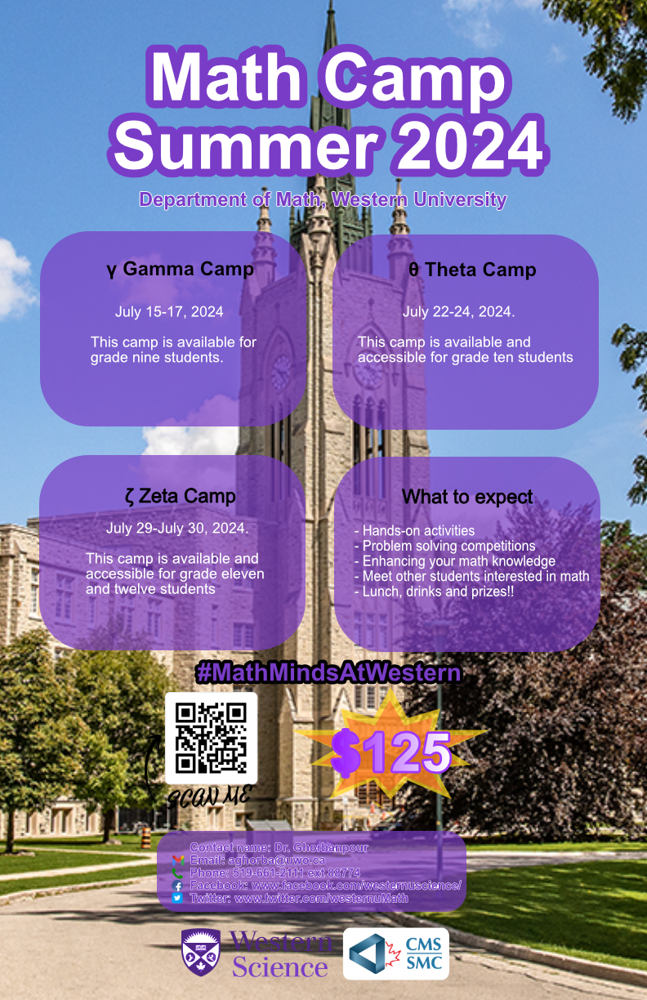 Math Camp
Summer 2024
Department of Math, Western University
γ Gamma Camp
July 15-17, 2024
This camp is available for
grade nine students.
θ Theta Camp
July 22-24, 2024.
This camp is available and
accessible for grade ten students
ζ Zeta Camp
July 29-July 30, 2024.
This camp is available and
accessible for grade eleven
and twelve students
What to expect
- Hands-on activities
- Problem solving competitions
- Enhancing your math knowledge
- Meet other students interested in math
- Lunch, drinks and prizes!!
#MathMindsAtWestern
SCAN ME
$125
Contact name: Dr. Ghorbanpour
Email: aghorba@uwo.ca
Phone: 519-661-2111 ext 88774
Facebook: www.facebook.com/westernuscience/
Twitter: www.twitter.com/westernuMath
Western
Science
CMS
SMC